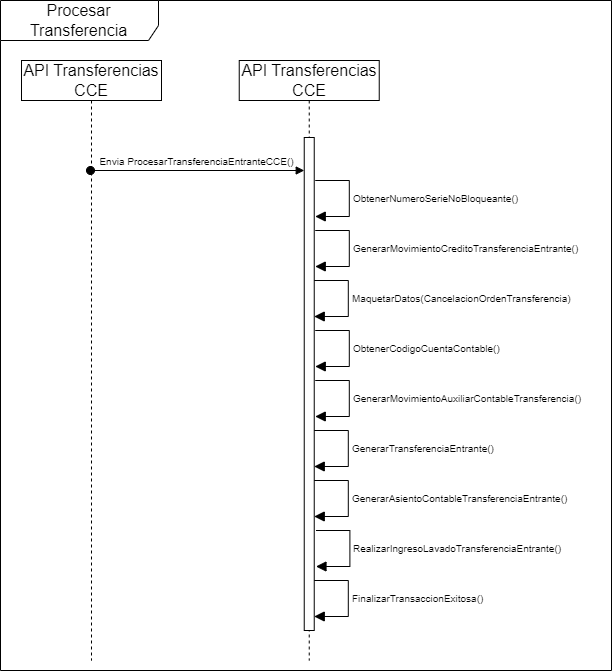 Procesar
Transferencia
API Transferencias
CCE
API Transferencias
CCE
Envia ProcesarTransferenciaEntranteCCE()
ObtenerNumeroSerieNoBloqueante()
GenerarMovimientoCreditoTransferenciaEntrante()
MaquetarDatos(CancelacionOrdenTransferencia)
ObtenerCodigoCuentaContable()
GenerarMovimientoAuxiliarContableTransferencia()
GenerarTransferenciaEntrante()
GenerarAsientoContableTransferenciaEntrante()
RealizarIngresoLavadoTransferenciaEntrante()
FinalizarTransaccionExitosa()